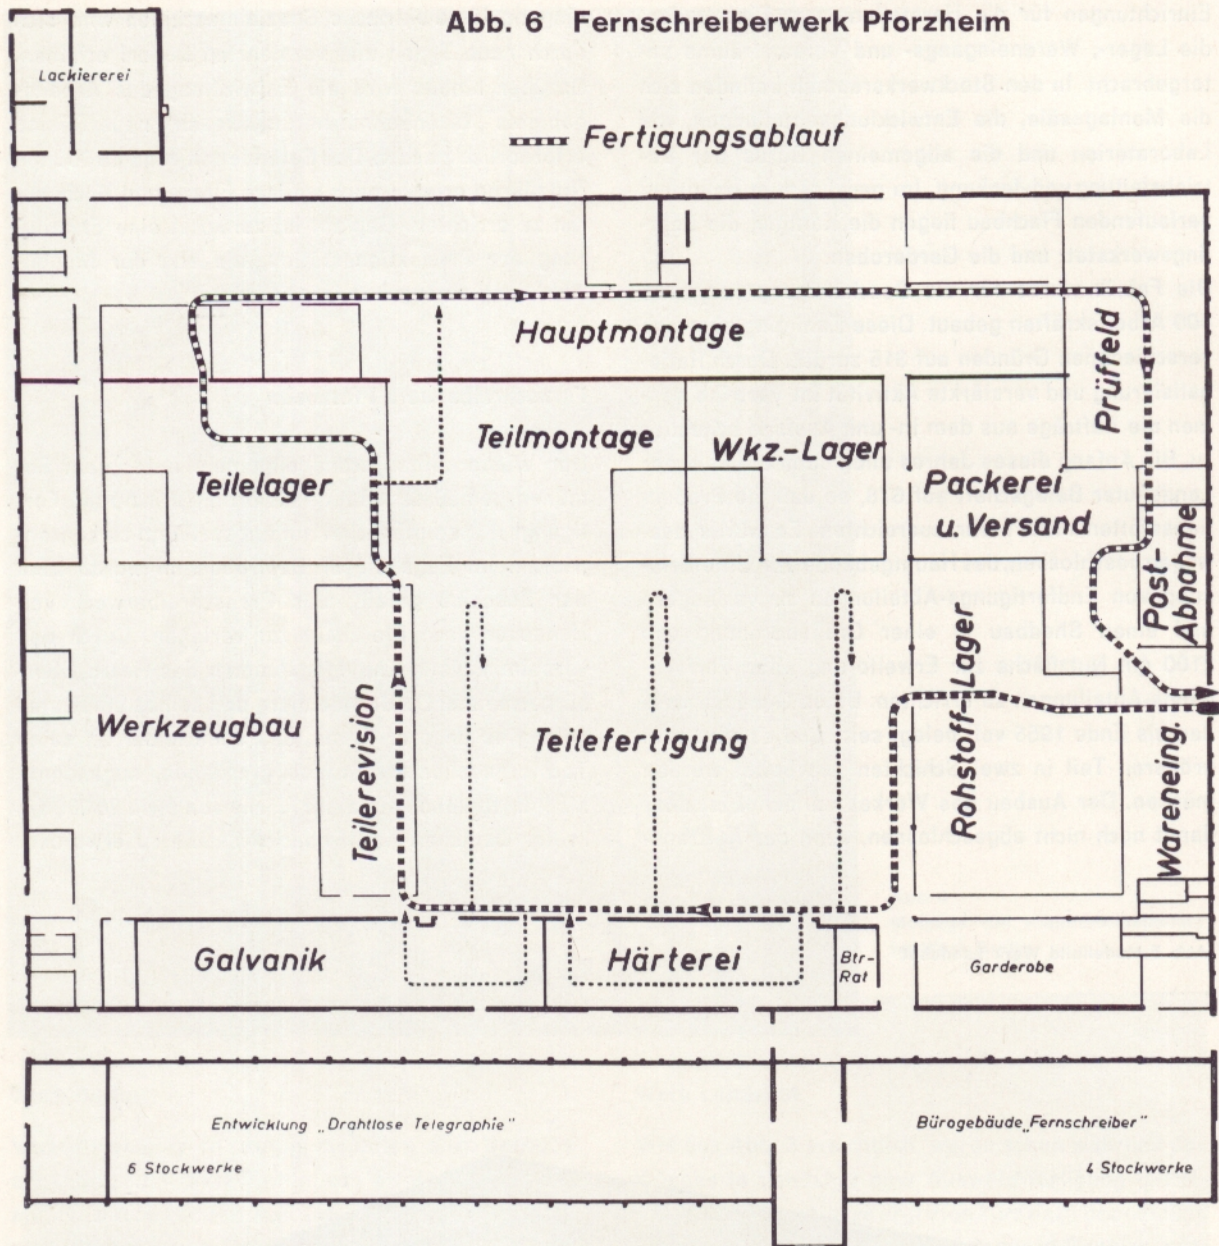 Abb. 6 Fernschreiberwerk Pforzheim
Lackiererei
Fertigungsablauf
Hauptmontage
Prüffeld
Teilmontage
Wkz.-Lager
Teilelager
Packerei
u. Versand
Post-
Abnahme
Werkzeugbau
Teilerevision
Teilefertigung
Rohstoff-Lager
Wareneing.
Galvanik
Härterei
Btr-
Rat
Garderobe
Entwicklung „Drahtlose Telegraphie"
6 Stockwerke
Bürogebäude „Fernschreiber"
4 Stockwerke